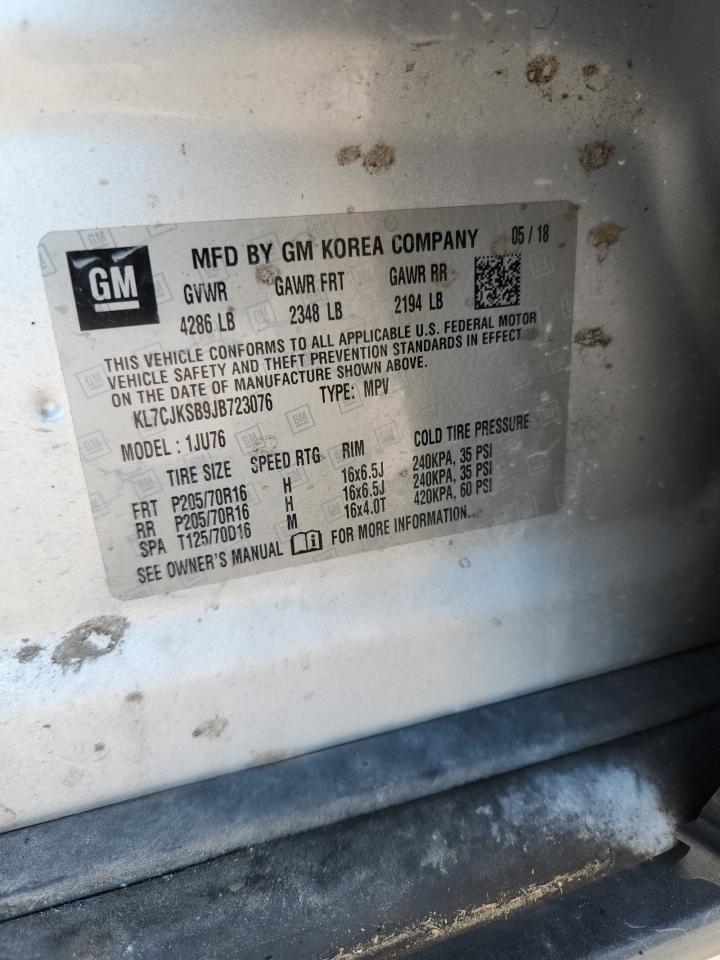 GM
MFD BY GM KOREA COMPANY 05 / 18
GVWR GAWR FRT GAWR RR
4286 LB 2348 LB 2194 LB
THIS VEHICLE CONFORMS TO ALL APPLICABLE U.S. FEDERAL MOTOR
VEHICLE SAFETY AND THEFT PREVENTION STANDARDS IN EFFECT
ON THE DATE OF MANUFACTURE SHOWN ABOVE.
KL7CJKSB9JB723076 TYPE: MPV
MODEL : 1JU76
TIRE SIZE SPEED RTG RIM COLD TIRE PRESSURE
FRT P205/70R16 H 16x6.5J 240KPA, 35 PSI
RR P205/70R16 H 16x6.5J 240KPA, 35 PSI
SPA T125/70D16 M 16x4.0T 420KPA, 60 PSI
SEE OWNER'S MANUAL FOR MORE INFORMATION.